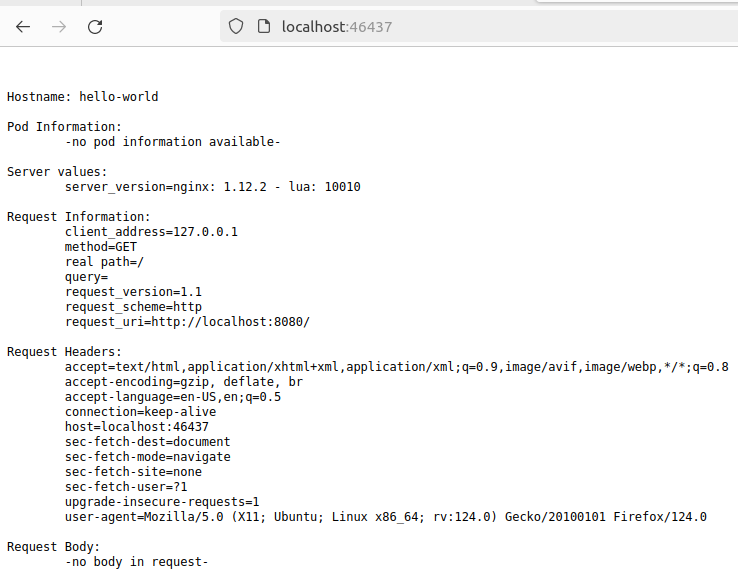 localhost:46437
Hostname: hello-world
Pod Information:
-no pod information available-
Server values:
server_version=nginx: 1.12.2 - lua: 10010
Request Information:
client_address=127.0.0.1
method=GET
real path=/
query=
request_version=1.1
request_scheme=http
request_uri=http://localhost:8080/
Request Headers:
accept=text/html,application/xhtml+xml,application/xml;q=0.9,image/avif,image/webp,*/*;q=0.8
accept-encoding=gzip, deflate, br
accept-language=en-US,en;q=0.5
connection=keep-alive
host=localhost:46437
sec-fetch-dest=document
sec-fetch-mode=navigate
sec-fetch-site=none
sec-fetch-user=?1
upgrade-insecure-requests=1
user-agent=Mozilla/5.0 (X11; Ubuntu; Linux x86_64; rv:124.0) Gecko/20100101 Firefox/124.0
Request Body:
-no body in request-